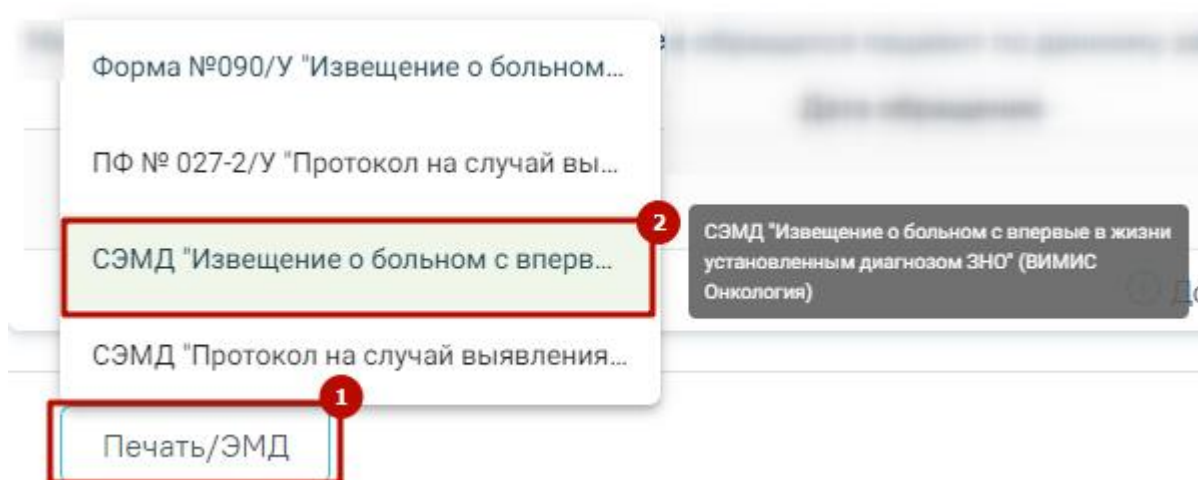 Форма №090/У "Извещение о больном...
ПФ № 027-2/У "Протокол на случай вы...
2
СЭМД "Извещение о больном с вперв...
СЭМД "Извещение о больном с впервые в жизни
установленным диагнозом ЗНО" (ВИМИС
Онкология)
СЭМД "Протокол на случай выявления...
1
Печать/ЭМД